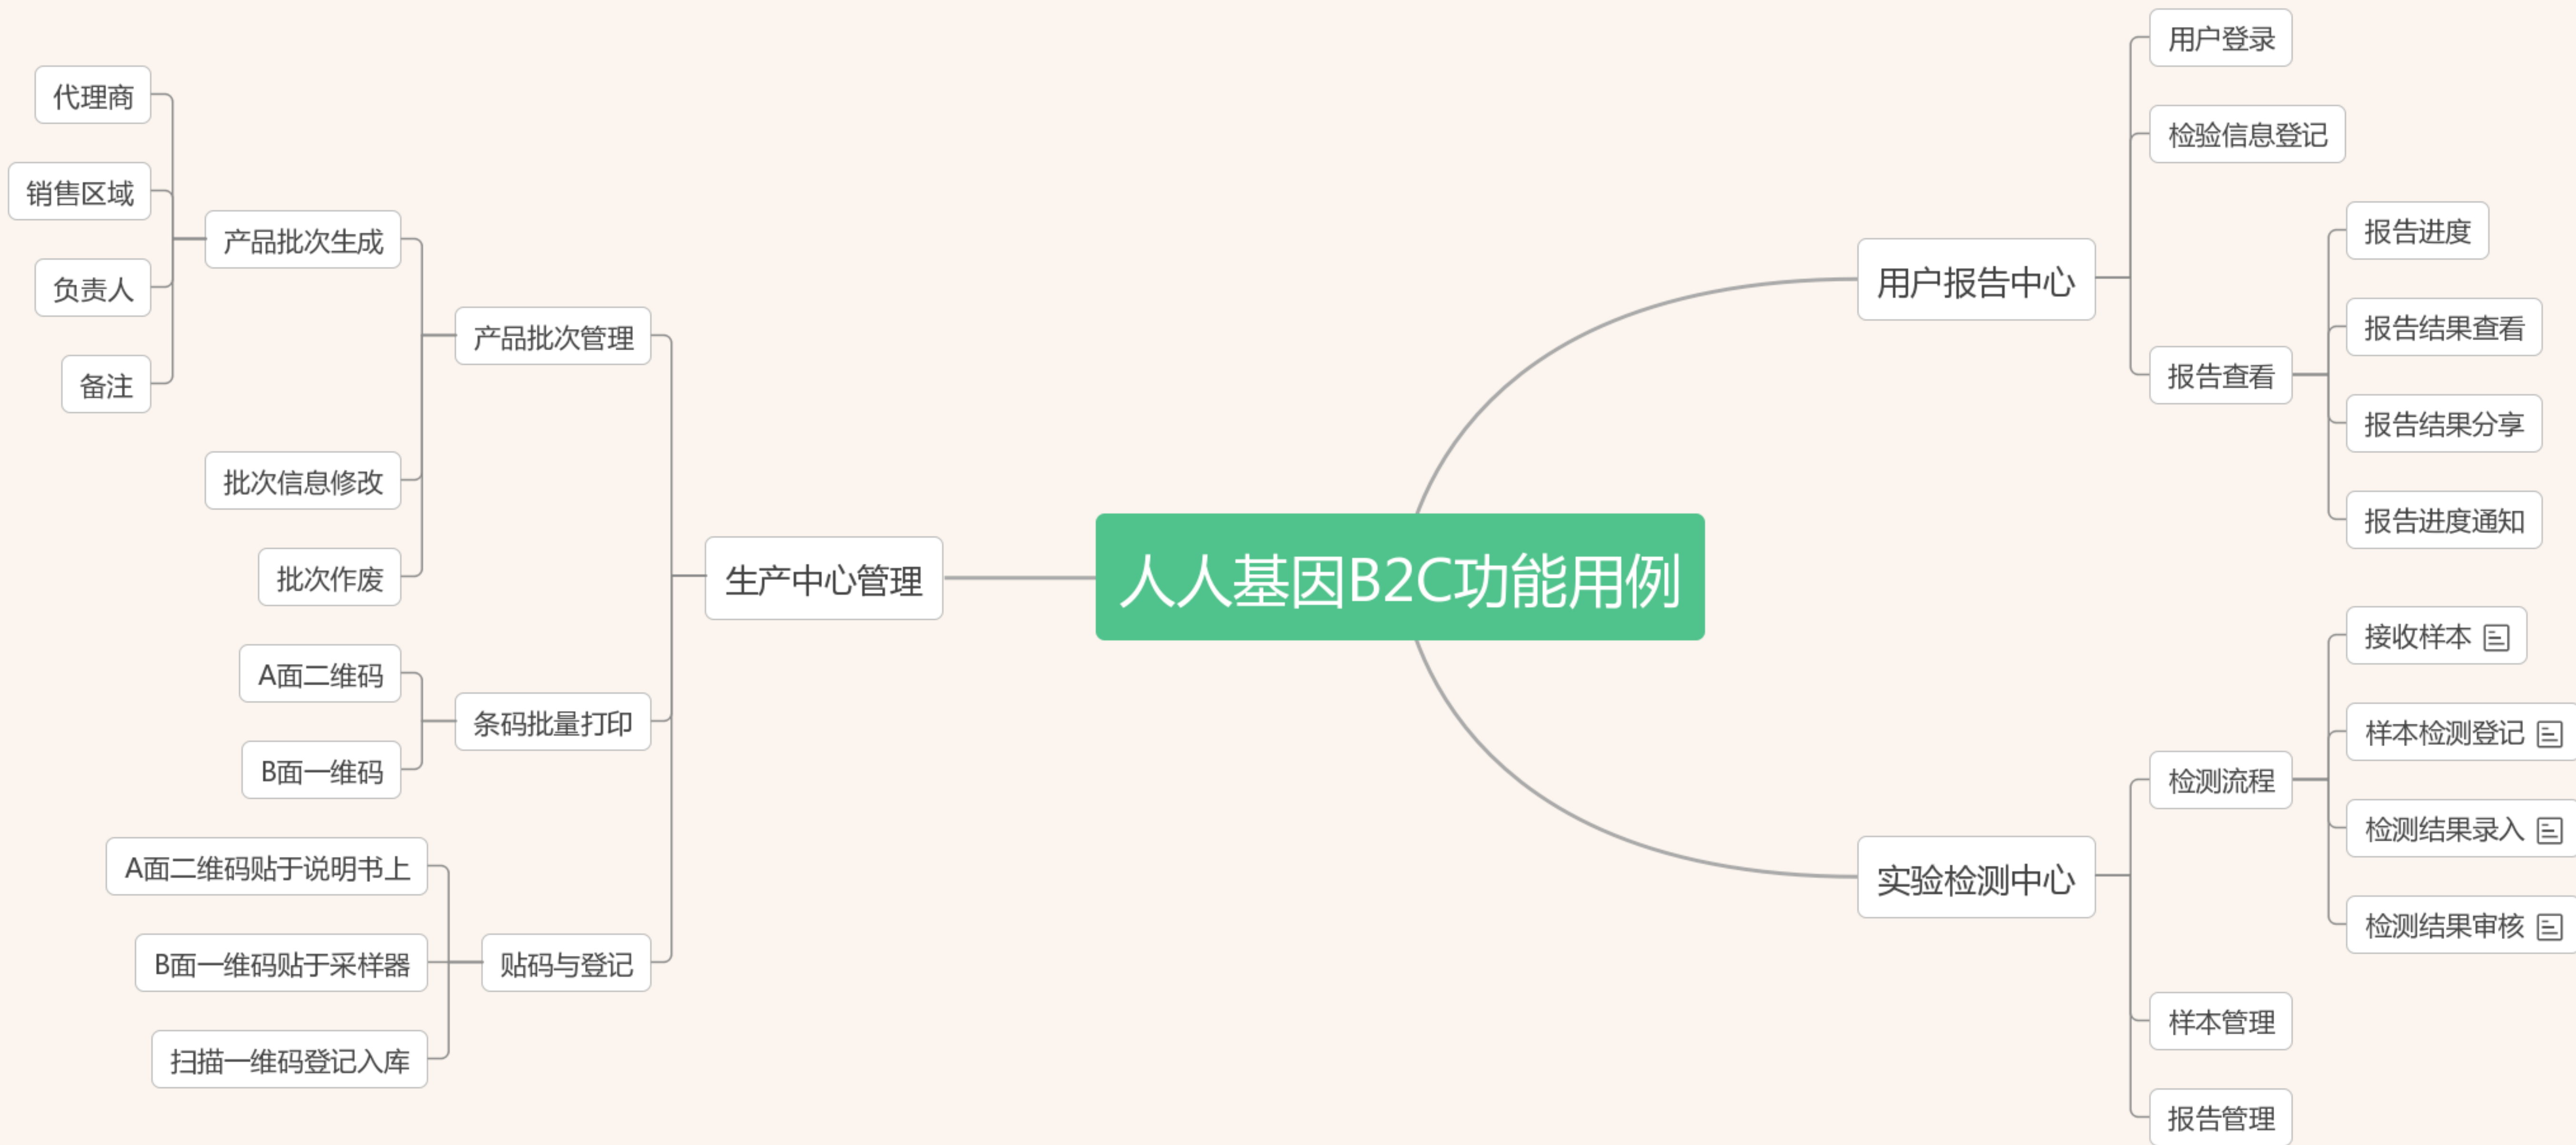 人人基因B2C功能用例
用户报告中心
用户登录
检验信息登记
报告查看
报告进度
报告结果查看
报告结果分享
报告进度通知
实验检测中心
检测流程
接收样本
样本检测登记
检测结果录入
检测结果审核
样本管理
报告管理
生产中心管理
产品批次管理
产品批次生成
代理商
销售区域
负责人
备注
批次信息修改
批次作废
条码批量打印
A面二维码
B面一维码
贴码与登记
A面二维码贴于说明书上
B面一维码贴于采样器
扫描一维码登记入库